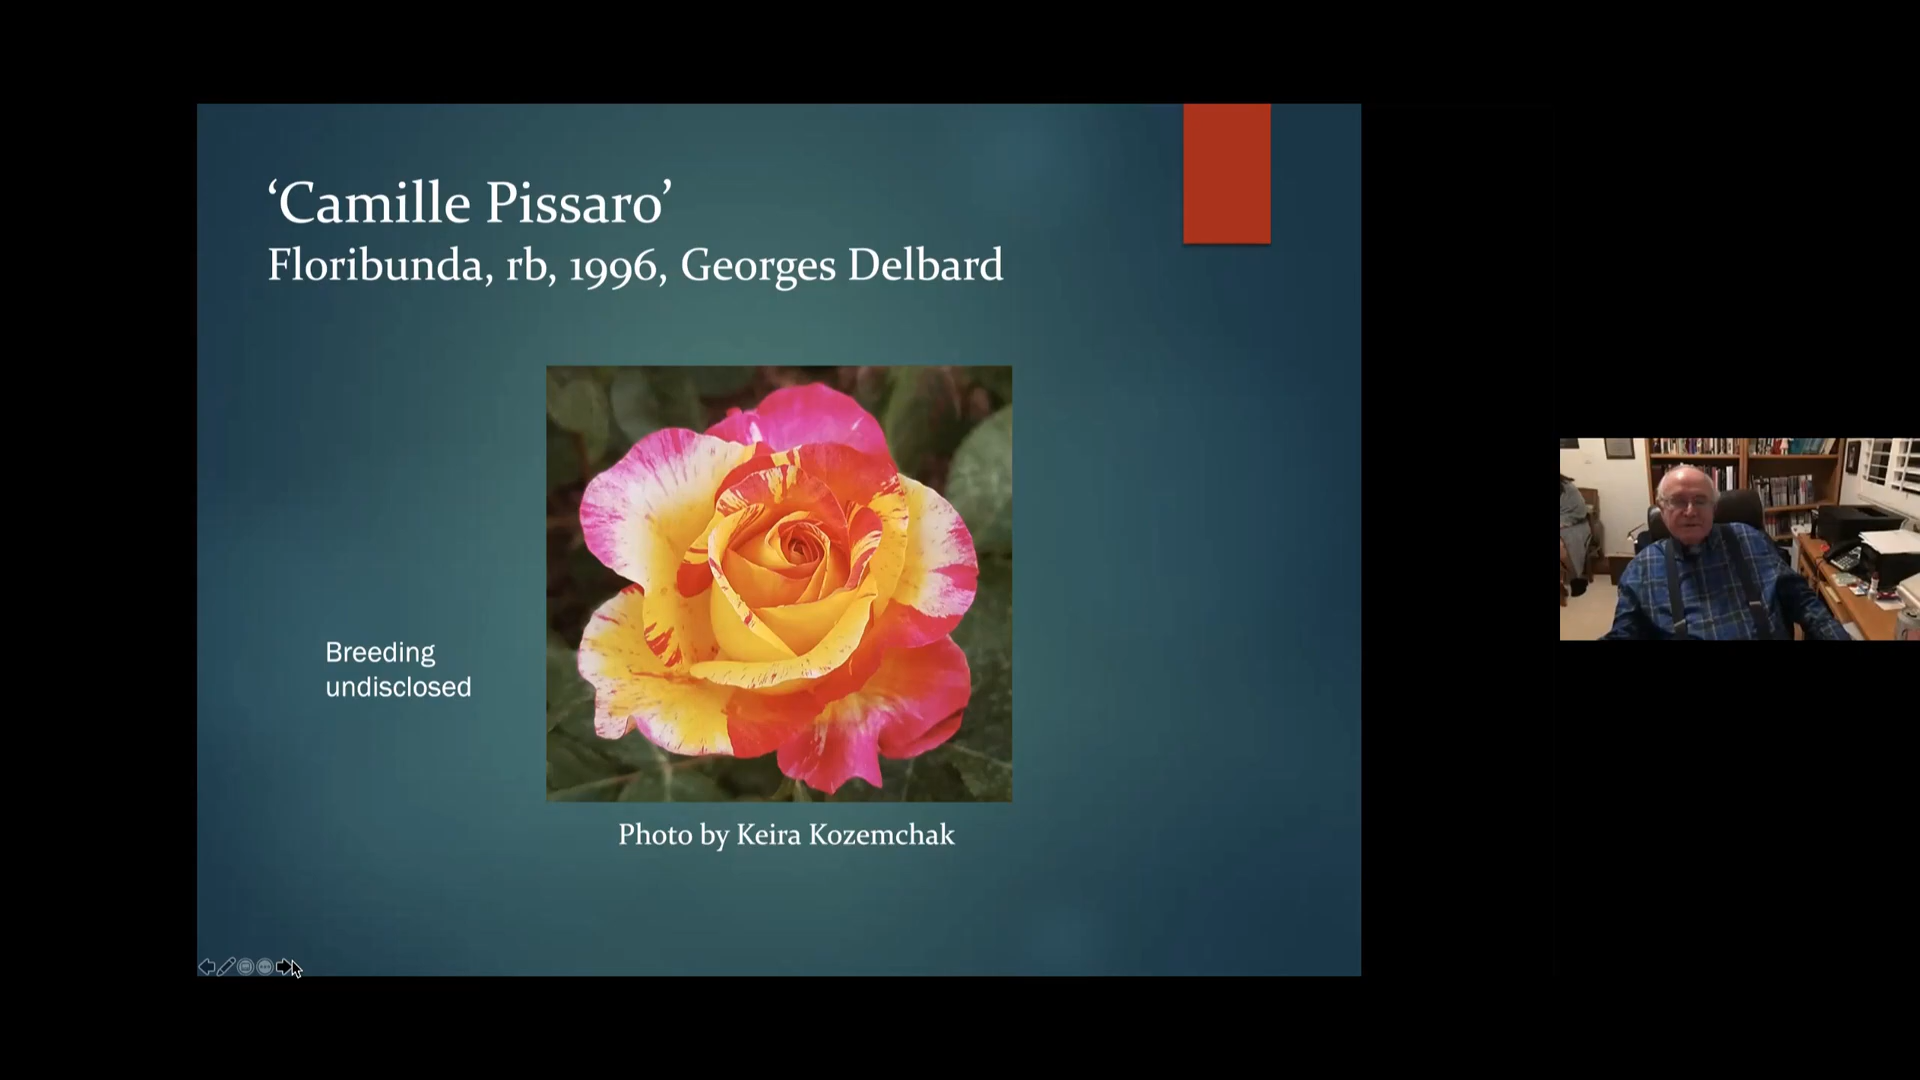 ‘Camille Pissaro’
Floribunda, rb, 1996, Georges Delbard
Breeding
undisclosed
Photo by Keira Kozemchak